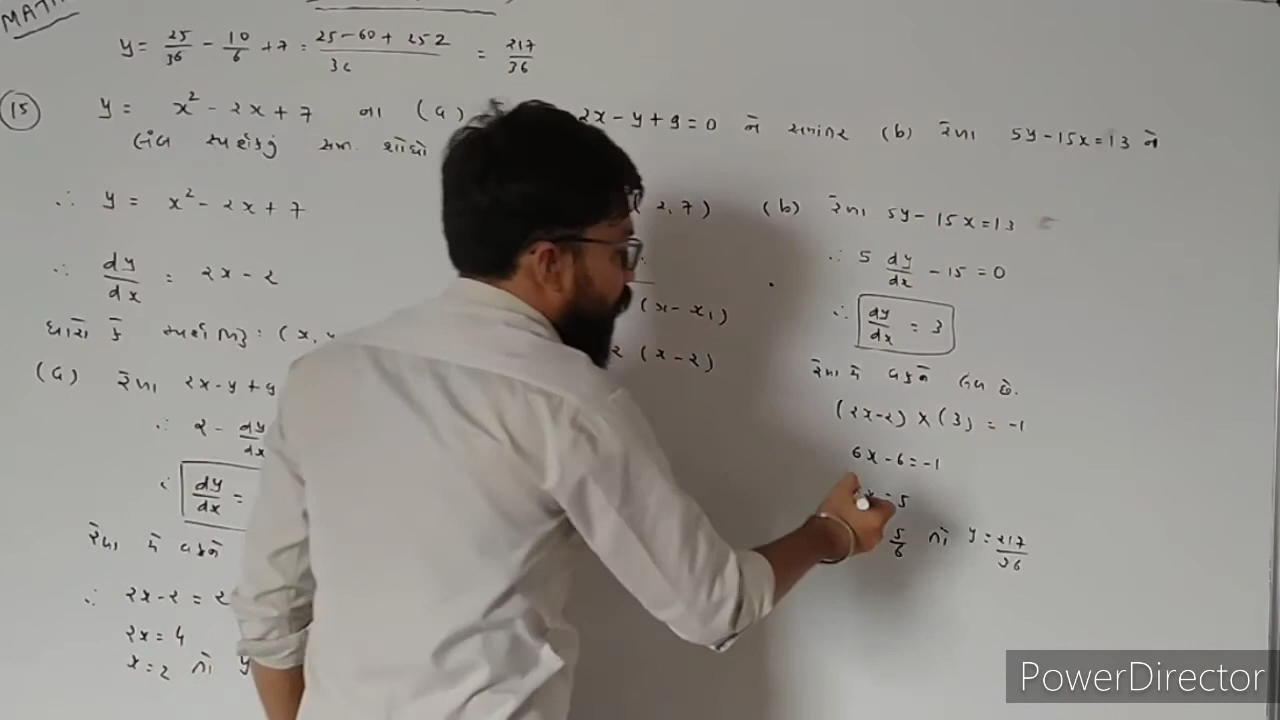 MATH
y = 25/36 - 10/6 + 7 = 25 - 60 + 252/36 = 217/36
(15) y = x² - 2x + 7 ના (a) 2x - y + 9 = 0 ને સમાંતર (b) રેખા 5y - 15x = 13 ને
લંબ સ્પર્શકનું સમી. શોધો
∴ y = x² - 2x + 7
∴ dy/dx = 2x - 2
ધારો કે સ્પર્શબિંદુ : (x,
(a) રેખા 2x - y + 9
∴ 2 - dy/dx
∴ dy/dx =
રેખા ને વક્રને
∴ 2x - 2 = 2
2x = 4
x = 2 તો y
(2, 7)
(x - x₁)
2 (x - 2)
(b) રેખા 5y - 15x = 13
∴ 5 dy/dx - 15 = 0
∴ dy/dx = 3
રેખા ને વક્રને લંબ છે.
(2x - 2) × (3) = -1
6x - 6 = -1
x = 5
5/6 તો y = 217/36
PowerDirector